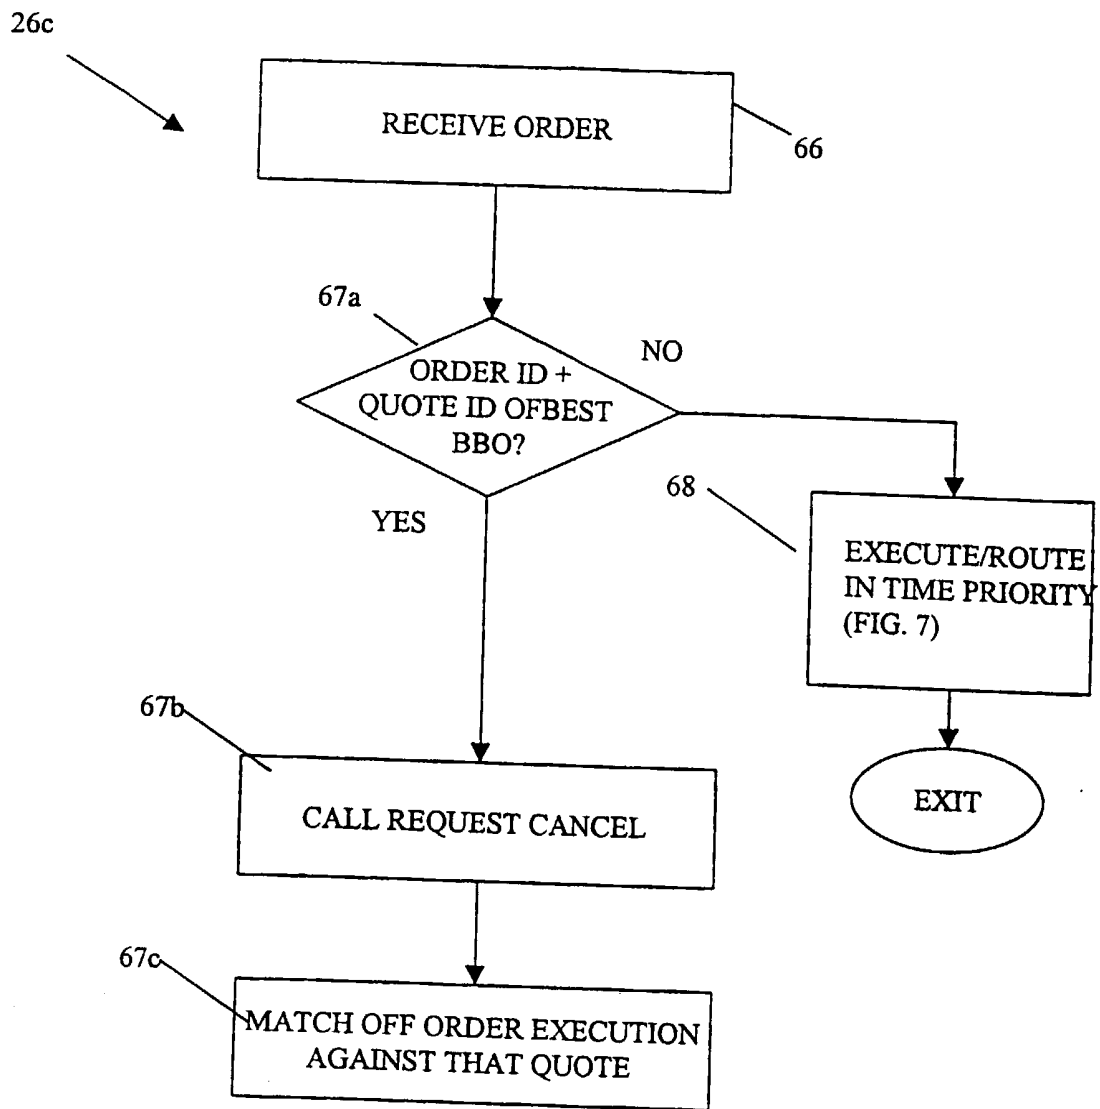 26c
RECEIVE ORDER
66
67a
ORDER ID +
QUOTE ID OFBEST
BBO?
NO
YES
68
EXECUTE/ROUTE
IN TIME PRIORITY
(FIG. 7)
67b
CALL REQUEST CANCEL
EXIT
67c
MATCH OFF ORDER EXECUTION
AGAINST THAT QUOTE